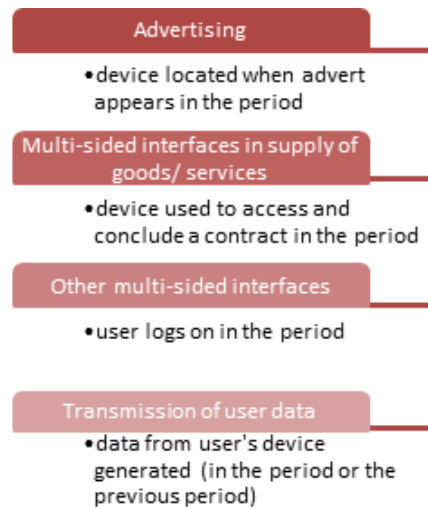 Advertising
•device located when advert
appears in the period
Multi-sided interfaces in supply of
goods/ services
•device used to access and
conclude a contract in the period
Other multi-sided interfaces
•user logs on in the period
Transmission of user data
•data from user's device
generated (in the period or the
previous period)